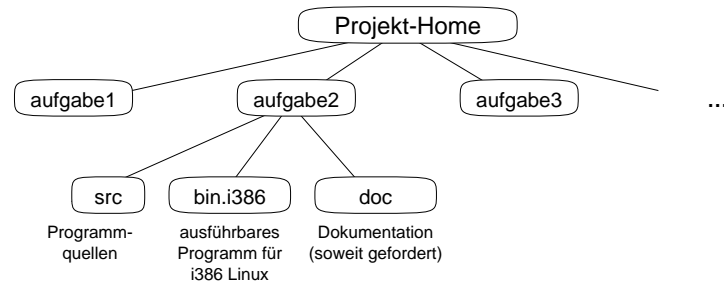 Projekt-Home
aufgabe1
aufgabe2
aufgabe3
...
src
bin.i386
doc
Programm-
quellen
ausführbares
Programm für
i386 Linux
Dokumentation
(soweit gefordert)